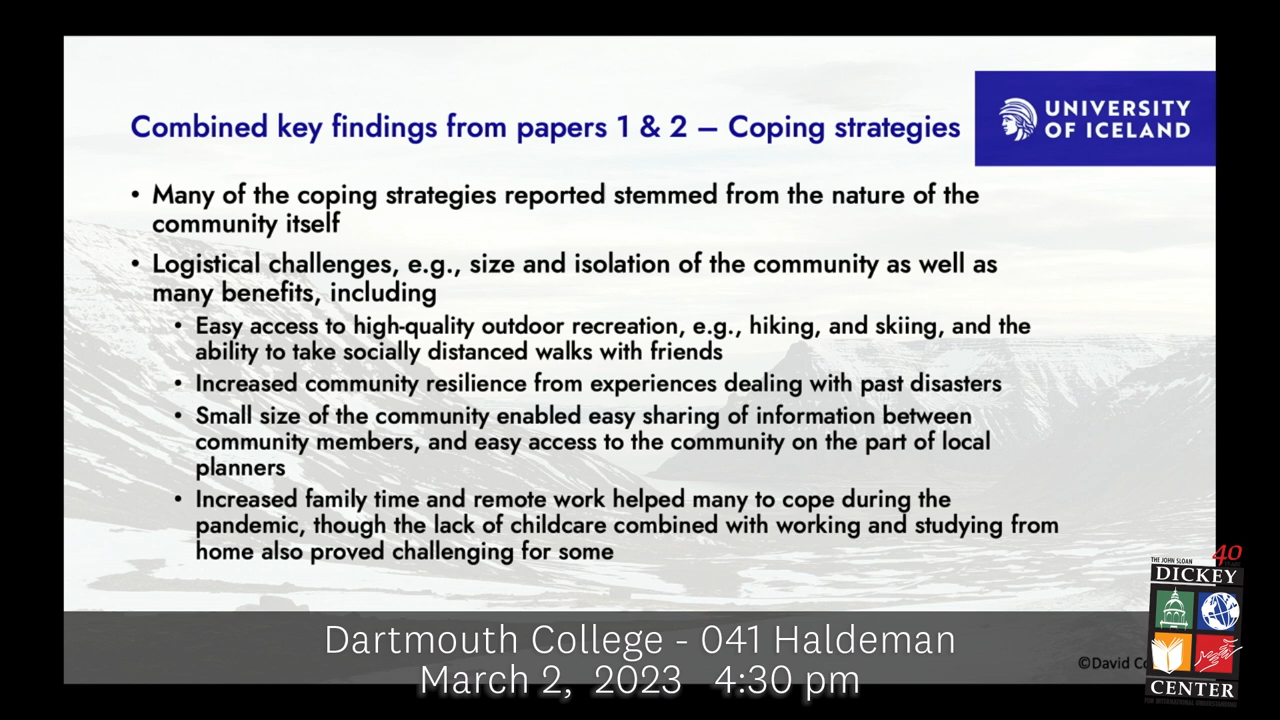 Combined key findings from papers 1 & 2 – Coping strategies
UNIVERSITY
OF ICELAND
• Many of the coping strategies reported stemmed from the nature of the
community itself
• Logistical challenges, e.g., size and isolation of the community as well as
many benefits, including
• Easy access to high-quality outdoor recreation, e.g., hiking, and skiing, and the
ability to take socially distanced walks with friends
• Increased community resilience from experiences dealing with past disasters
• Small size of the community enabled easy sharing of information between
community members, and easy access to the community on the part of local
planners
• Increased family time and remote work helped many to cope during the
pandemic, though the lack of childcare combined with working and studying from
home also proved challenging for some
Dartmouth College - 041 Haldeman
March 2, 2023 4:30 pm
©David
THE JOHN SLOAN
40
DICKEY
CENTER
FOR INTERNATIONAL UNDERSTANDING